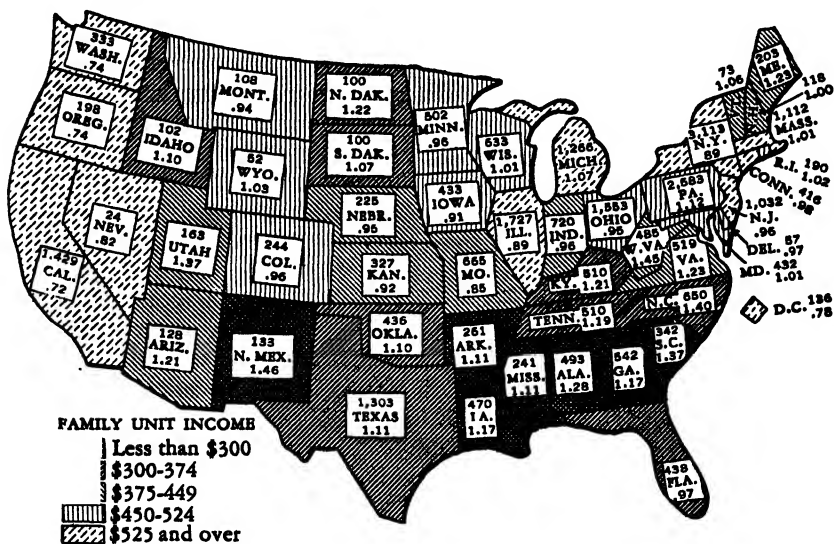 333
WASH.
.74
198
OREG.
.74
1,429
CAL.
.72
24
NEV.
.82
102
IDAHO
1.10
108
MONT.
.94
52
WYO.
1.03
163
UTAH
1.37
244
COL.
.96
128
ARIZ.
1.21
133
N. MEX.
1.46
100
N. DAK.
1.22
100
S. DAK.
1.07
225
NEBR.
.96
327
KAN.
.92
436
OKLA.
1.10
1,303
TEXAS
1.11
502
MINN.
.96
433
IOWA
.91
665
MO.
.85
261
ARK.
1.11
470
LA.
1.17
633
WIS.
1.01
1,727
ILL.
.89
1,266
MICH.
1.07
720
IND.
.96
1,553
OHIO
.96
KY. 610
1.21
TENN. 510
1.19
241
MISS.
1.11
493
ALA.
1.28
542
GA.
1.17
438
FLA.
.97
342
S.C.
1.37
N.C. 650
1.40
519
VA.
1.23
485
W.VA.
1.45
2,583
PA.
3,113
N.Y.
.89
73
1.06
203
ME.
1.23
118
1.00
N.H.
1,112
MASS.
1.01
R.I. 190
1.02
CONN. 416
.98
1,032
N.J.
.96
DEL. 57
.97
MD. 432
1.01
D.C. 186
.78
FAMILY UNIT INCOME
Less than $300
$300-374
$375-449
$450-524
$525 and over